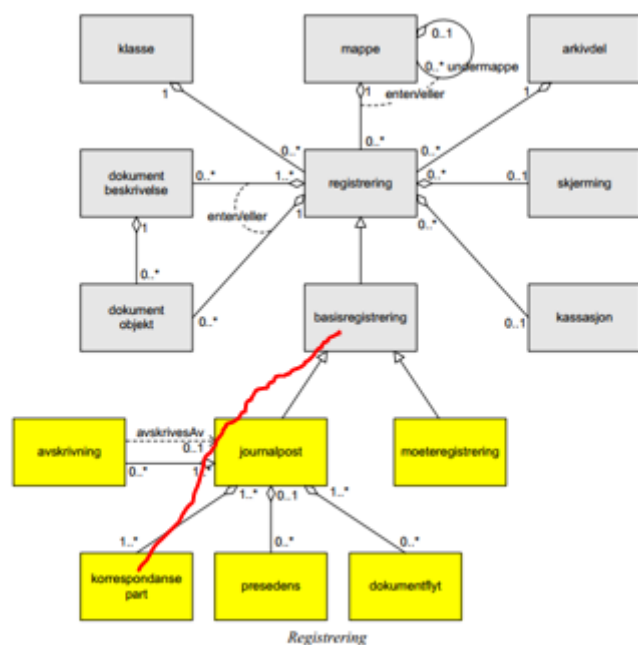 klasse
mappe
arkivdel
0..1
0..* undermappe
1
1
enten/eller
1
0..*
0..*
0..*
dokument
beskrivelse
0..*
1..*
registrering
0..*
0..1
skjerming
enten/eller
1
0..*
1
0..*
dokument
objekt
0..*
basisregistrering
0..1
kassasjon
avskrivesAv
avskrivning
0..1
journalpost
moeteregistrering
0..*
1..*
1..*
0..1
1..*
1..*
0..*
0..*
korrespondanse
part
presedens
dokumentflyt
Registrering